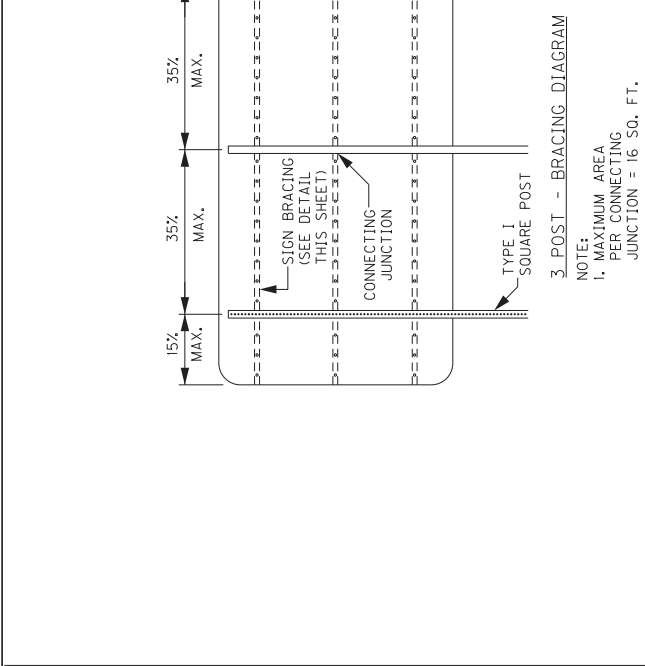 15%
MAX.
35%
MAX.
35%
MAX.
SIGN BRACING
(SEE DETAIL
THIS SHEET)
CONNECTING
JUNCTION
TYPE I
SQUARE POST
3 POST - BRACING DIAGRAM
NOTE:
1. MAXIMUM AREA
PER CONNECTING
JUNCTION = 16 SQ. FT.